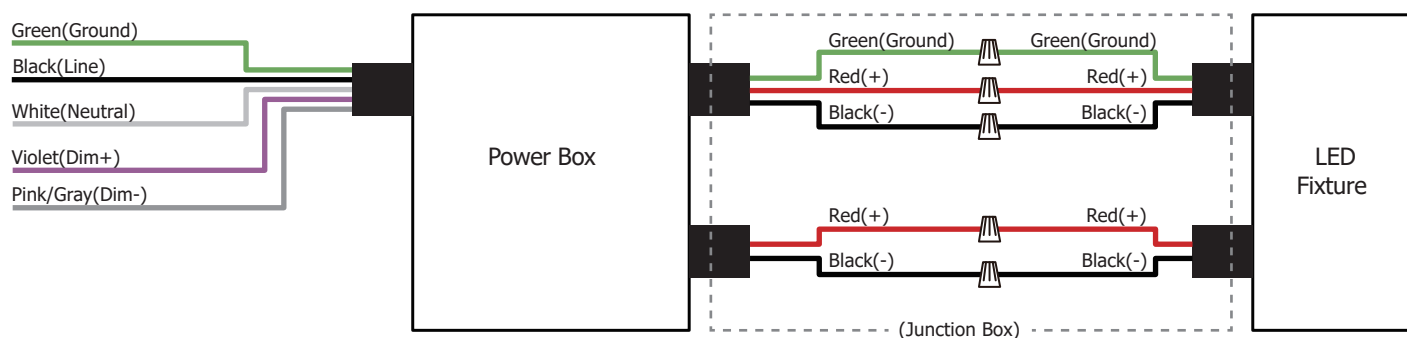 Green(Ground)
Black(Line)
White(Neutral)
Violet(Dim+)
Pink/Gray(Dim-)
Power Box
Green(Ground) Green(Ground)
Red(+) Red(+)
Black(-) Black(-)
Red(+) Red(+)
Black(-) Black(-)
(Junction Box)
LED
Fixture